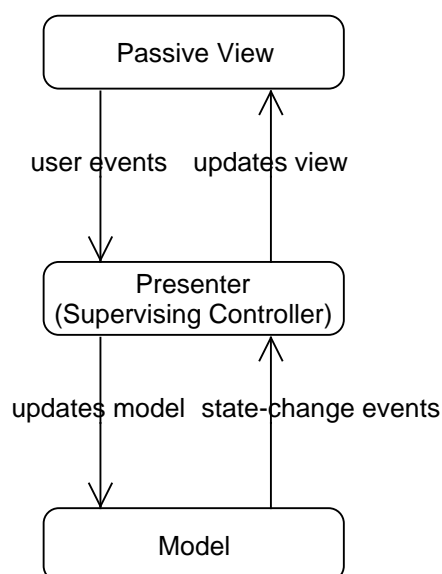 Passive View
user events
updates view
Presenter
(Supervising Controller)
updates model
state-change events
Model